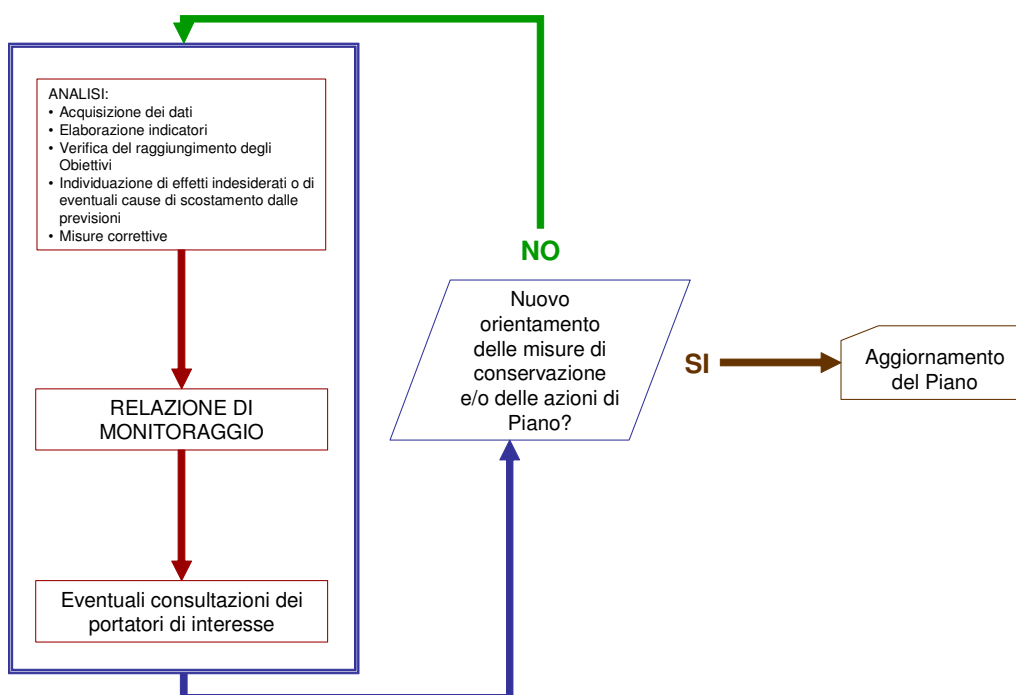 ANALISI:
• Acquisizione dei dati
• Elaborazione indicatori
• Verifica del raggiungimento degli
Obiettivi
• Individuazione di effetti indesiderati o di
eventuali cause di scostamento dalle
previsioni
• Misure correttive
RELAZIONE DI
MONITORAGGIO
Eventuali consultazioni dei
portatori di interesse
NO
Nuovo
orientamento
delle misure di
conservazione
e/o delle azioni di
Piano?
SI
Aggiornamento
del Piano